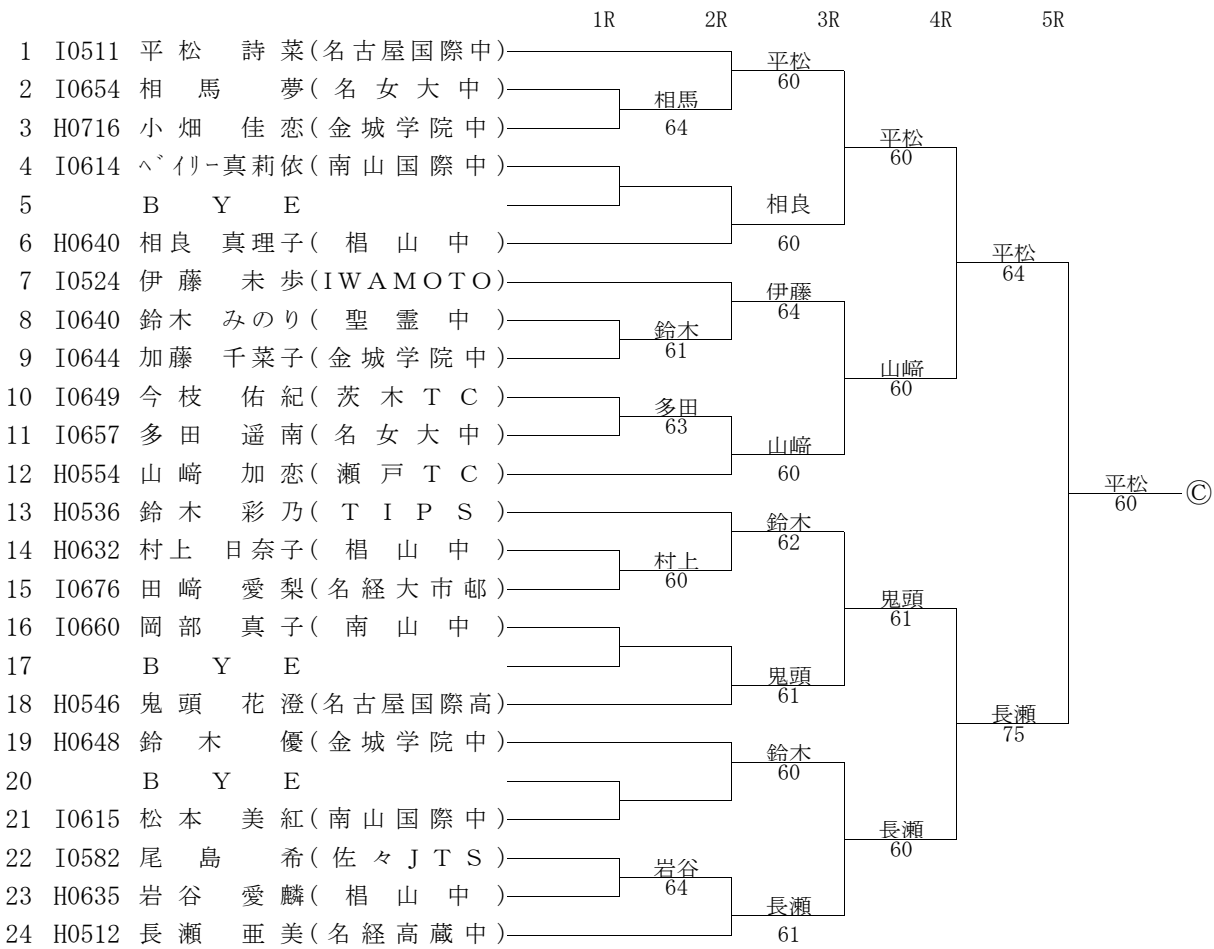 1R 2R 3R 4R 5R
1 I0511 平松 詩菜(名古屋国際中)
平松
60
2 I0654 相馬 夢(名女大中)
相馬
64
3 H0716 小畑 佳恋(金城学院中)
平松
60
4 I0614 ﾍﾞｲﾘｰ真莉依(南山国際中)
5 BYE
相良
60
6 H0640 相良 真理子(椙山中)
平松
64
7 I0524 伊藤 未歩(IWAMOTO)
伊藤
64
8 I0640 鈴木 みのり(聖霊中)
鈴木
61
9 I0644 加藤 千菜子(金城学院中)
山﨑
60
10 I0649 今枝 佑紀(茨木TC)
多田
63
11 I0657 多田 遥南(名女大中)
山﨑
60
12 H0554 山﨑 加恋(瀬戸TC)
平松
60
©
13 H0536 鈴木 彩乃(TIPS)
鈴木
62
14 H0632 村上 日奈子(椙山中)
村上
60
15 I0676 田﨑 愛梨(名経大市邨)
鬼頭
61
16 I0660 岡部 真子(南山中)
17 BYE
鬼頭
61
18 H0546 鬼頭 花澄(名古屋国際高)
長瀬
75
19 H0648 鈴木 優(金城学院中)
鈴木
60
20 BYE
21 I0615 松本 美紅(南山国際中)
長瀬
60
22 I0582 尾島 希(佐々JTS)
岩谷
64
23 H0635 岩谷 愛麟(椙山中)
長瀬
61
24 H0512 長瀬 亜美(名経高蔵中)